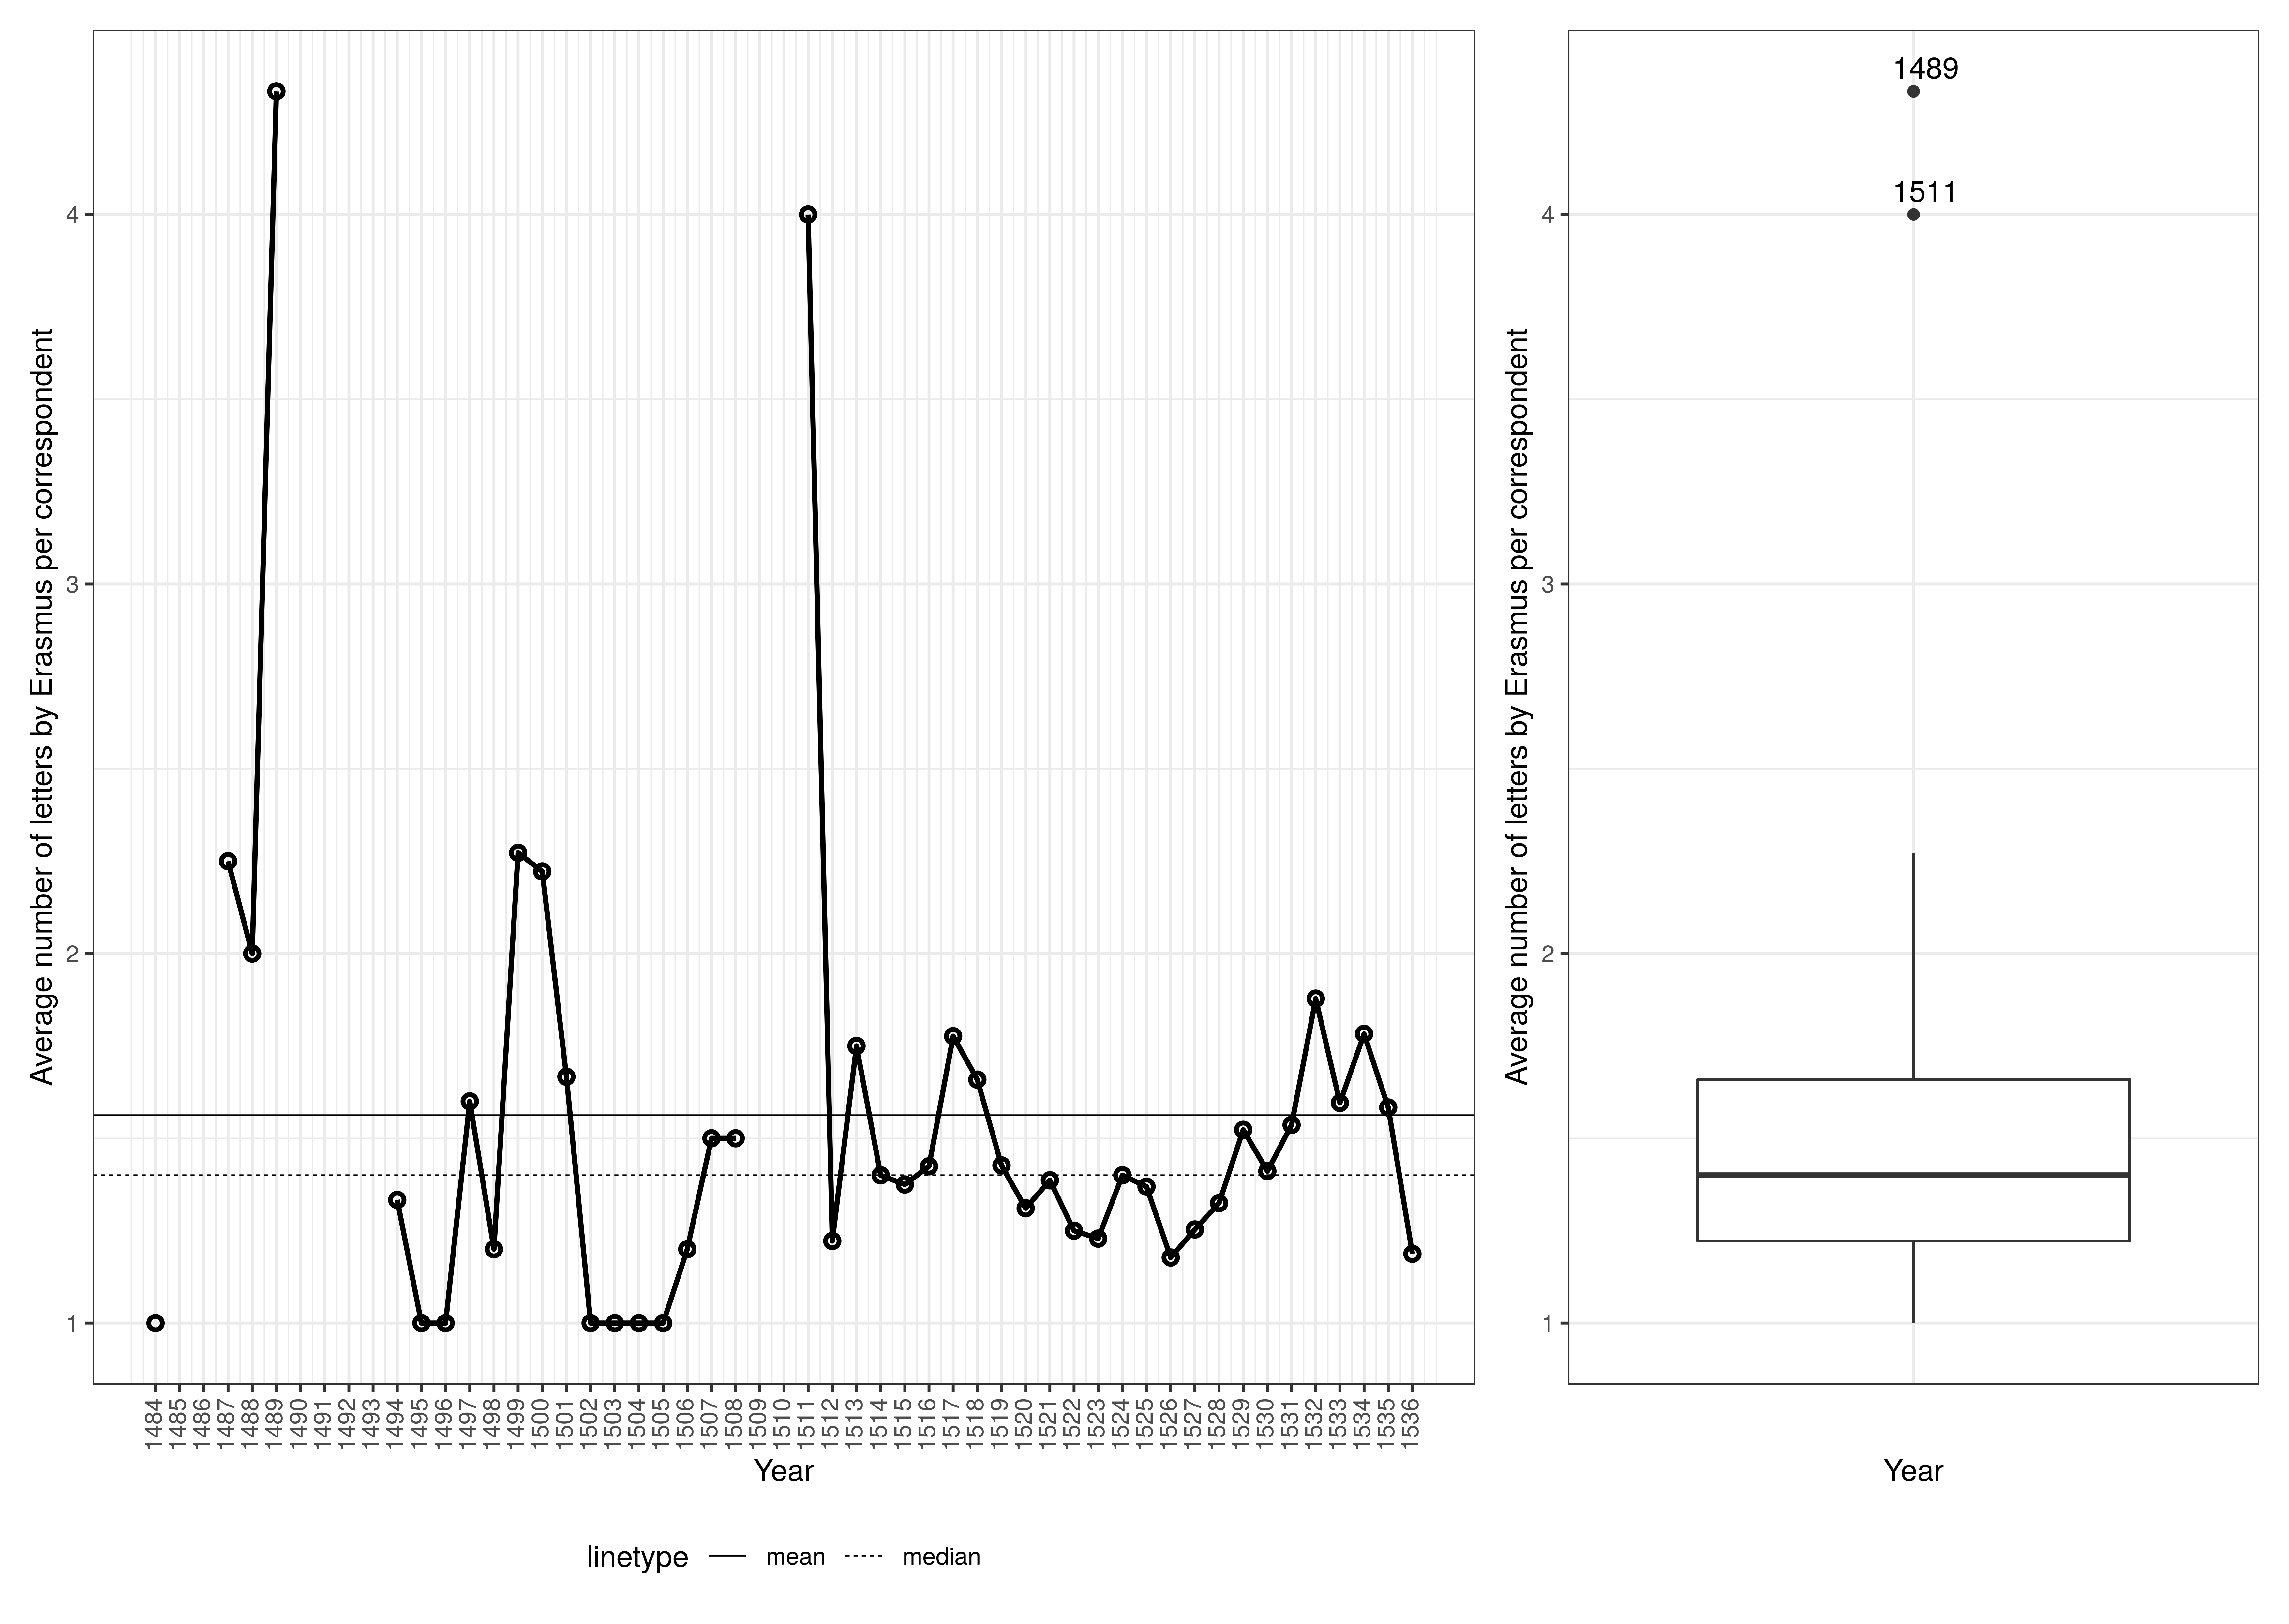 Average number of letters by Erasmus per correspondent
4
3
2
1
1484 1485 1486 1487 1488 1489 1490 1491 1492 1493 1494 1495 1496 1497 1498 1499 1500 1501 1502 1503 1504 1505 1506 1507 1508 1509 1510 1511 1512 1513 1514 1515 1516 1517 1518 1519 1520 1521 1522 1523 1524 1525 1526 1527 1528 1529 1530 1531 1532 1533 1534 1535 1536
Year
linetype mean median
Average number of letters by Erasmus per correspondent
1489
1511
4
3
2
1
Year